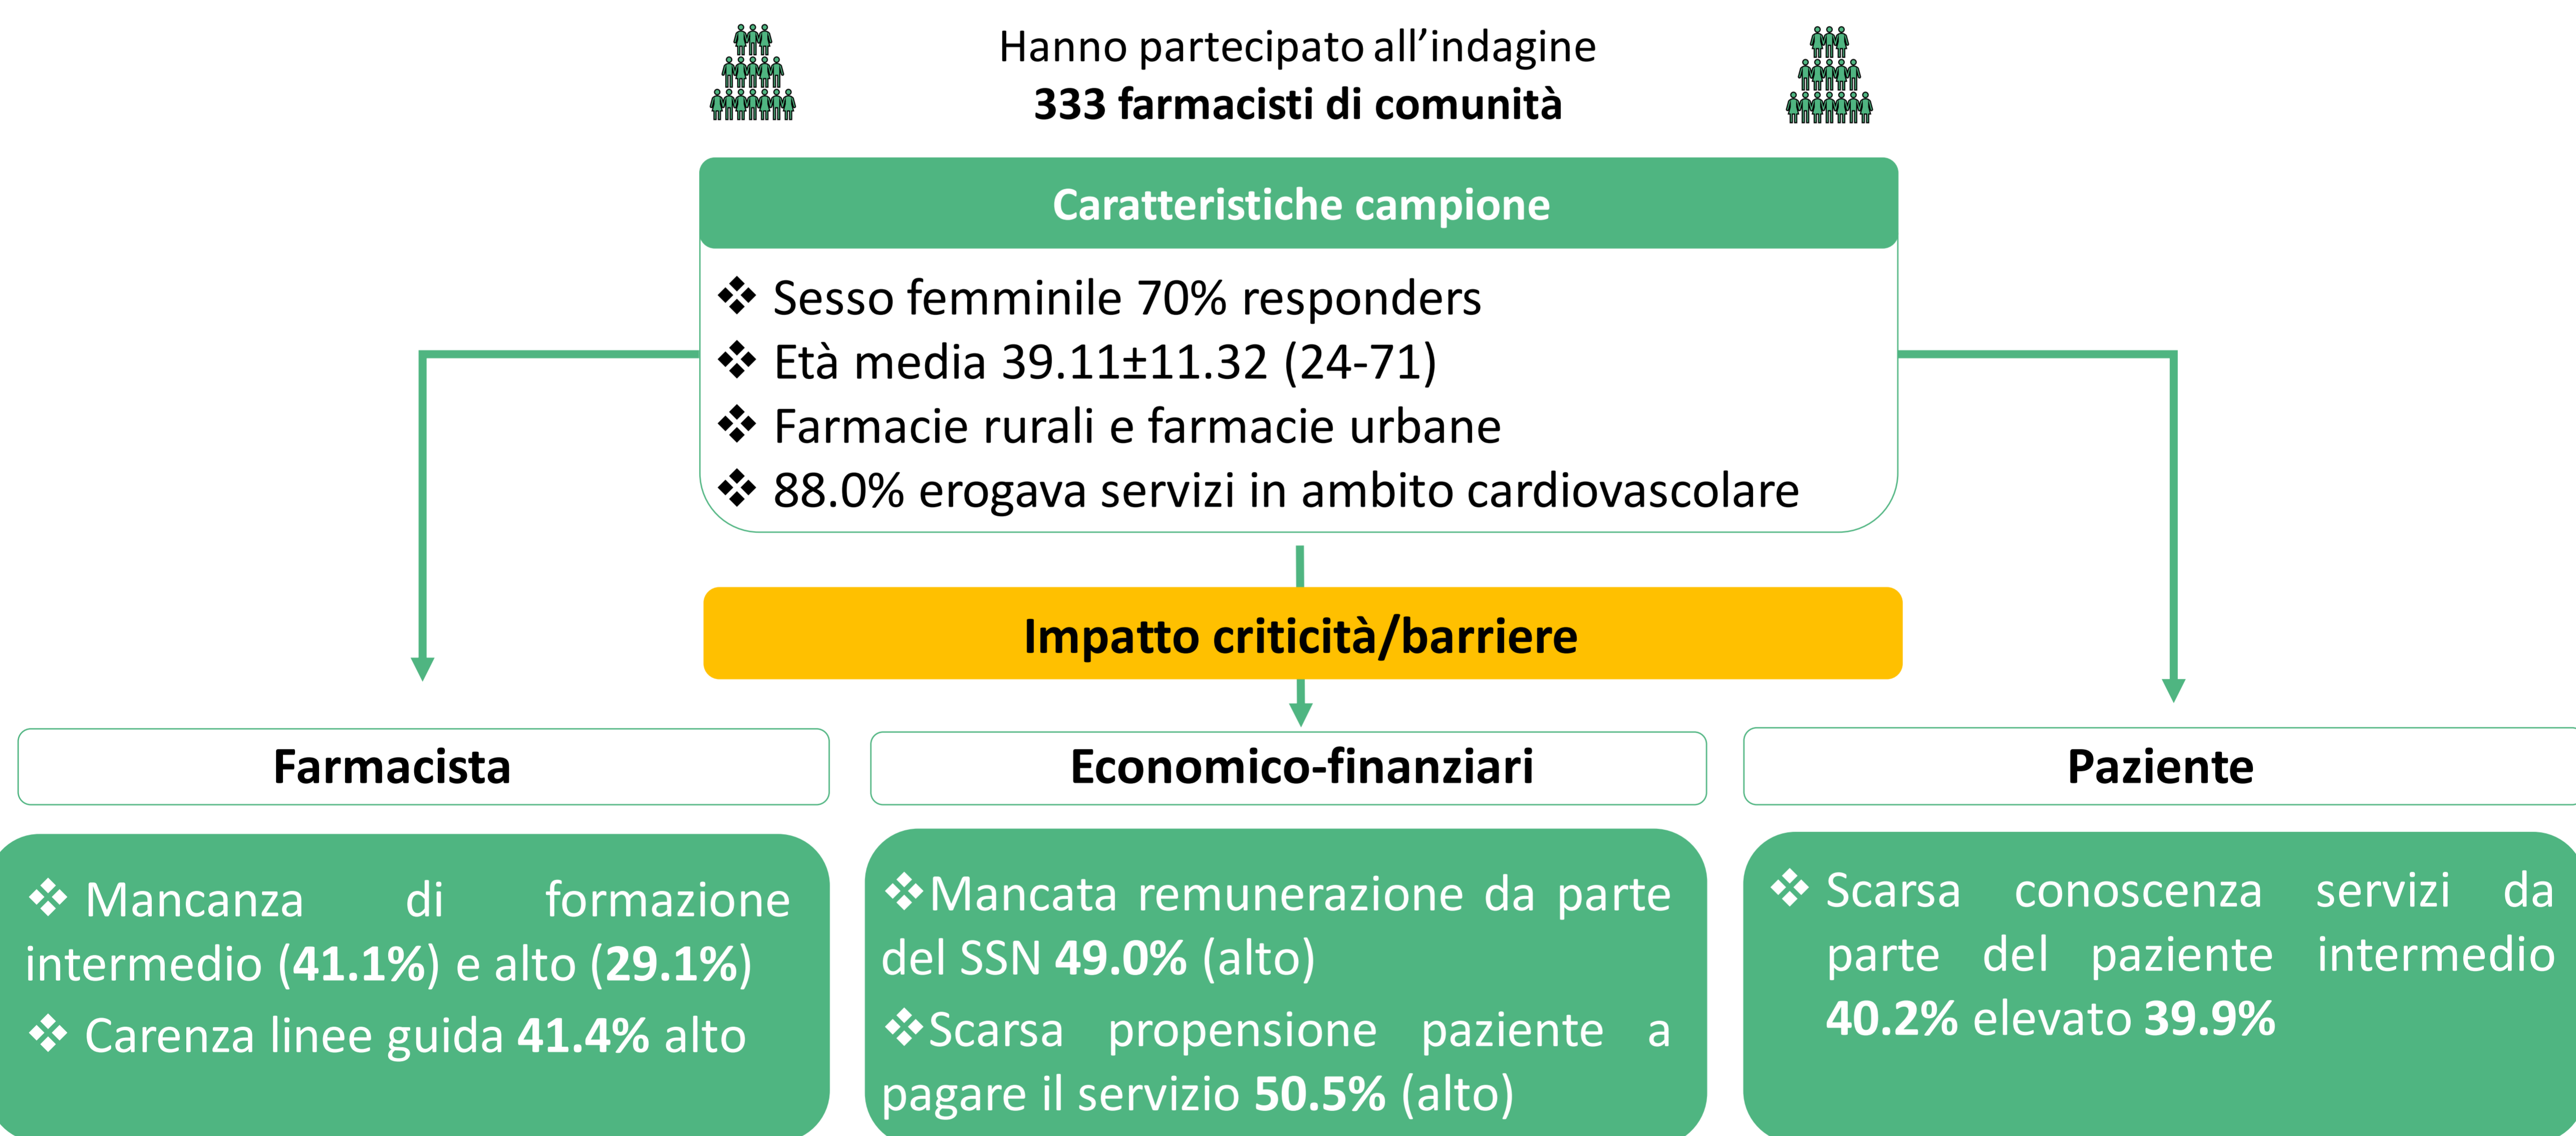 Hanno partecipato all’indagine
333 farmacisti di comunità
Caratteristiche campione
❖ Sesso femminile 70% responders
❖ Età media 39.11±11.32 (24-71)
❖ Farmacie rurali e farmacie urbane
❖ 88.0% erogava servizi in ambito cardiovascolare
Impatto criticità/barriere
Farmacista
❖ Mancanza di formazione
intermedio (41.1%) e alto (29.1%)
❖ Carenza linee guida 41.4% alto
Economico-finanziari
❖Mancata remunerazione da parte
del SSN 49.0% (alto)
❖Scarsa propensione paziente a
pagare il servizio 50.5% (alto)
Paziente
❖ Scarsa conoscenza servizi da
parte del paziente intermedio
40.2% elevato 39.9%